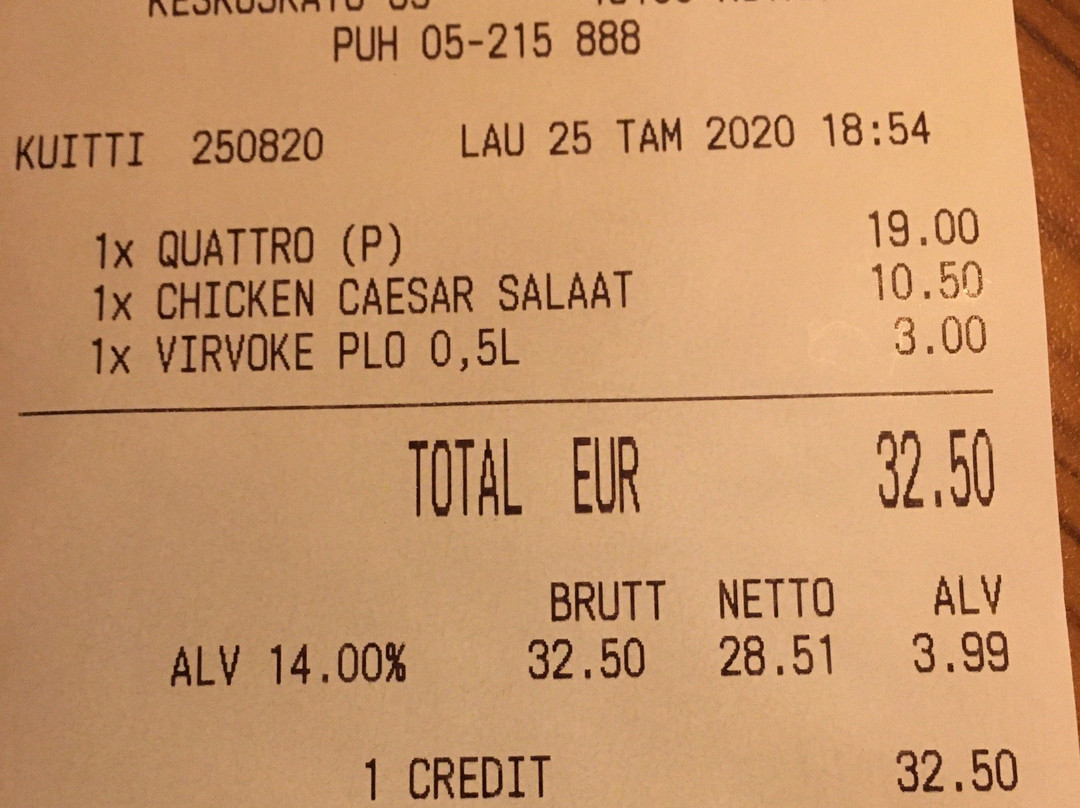 PUH 05-215 888
KUITTI 250820 LAU 25 TAM 2020 18:54
1x QUATTRO (P) 19.00
1x CHICKEN CAESAR SALAAT 10.50
1x VIRVOKE PLO 0,5L 3.00
TOTAL EUR 32.50
BRUTT NETTO ALV
ALV 14.00% 32.50 28.51 3.99
1 CREDIT 32.50